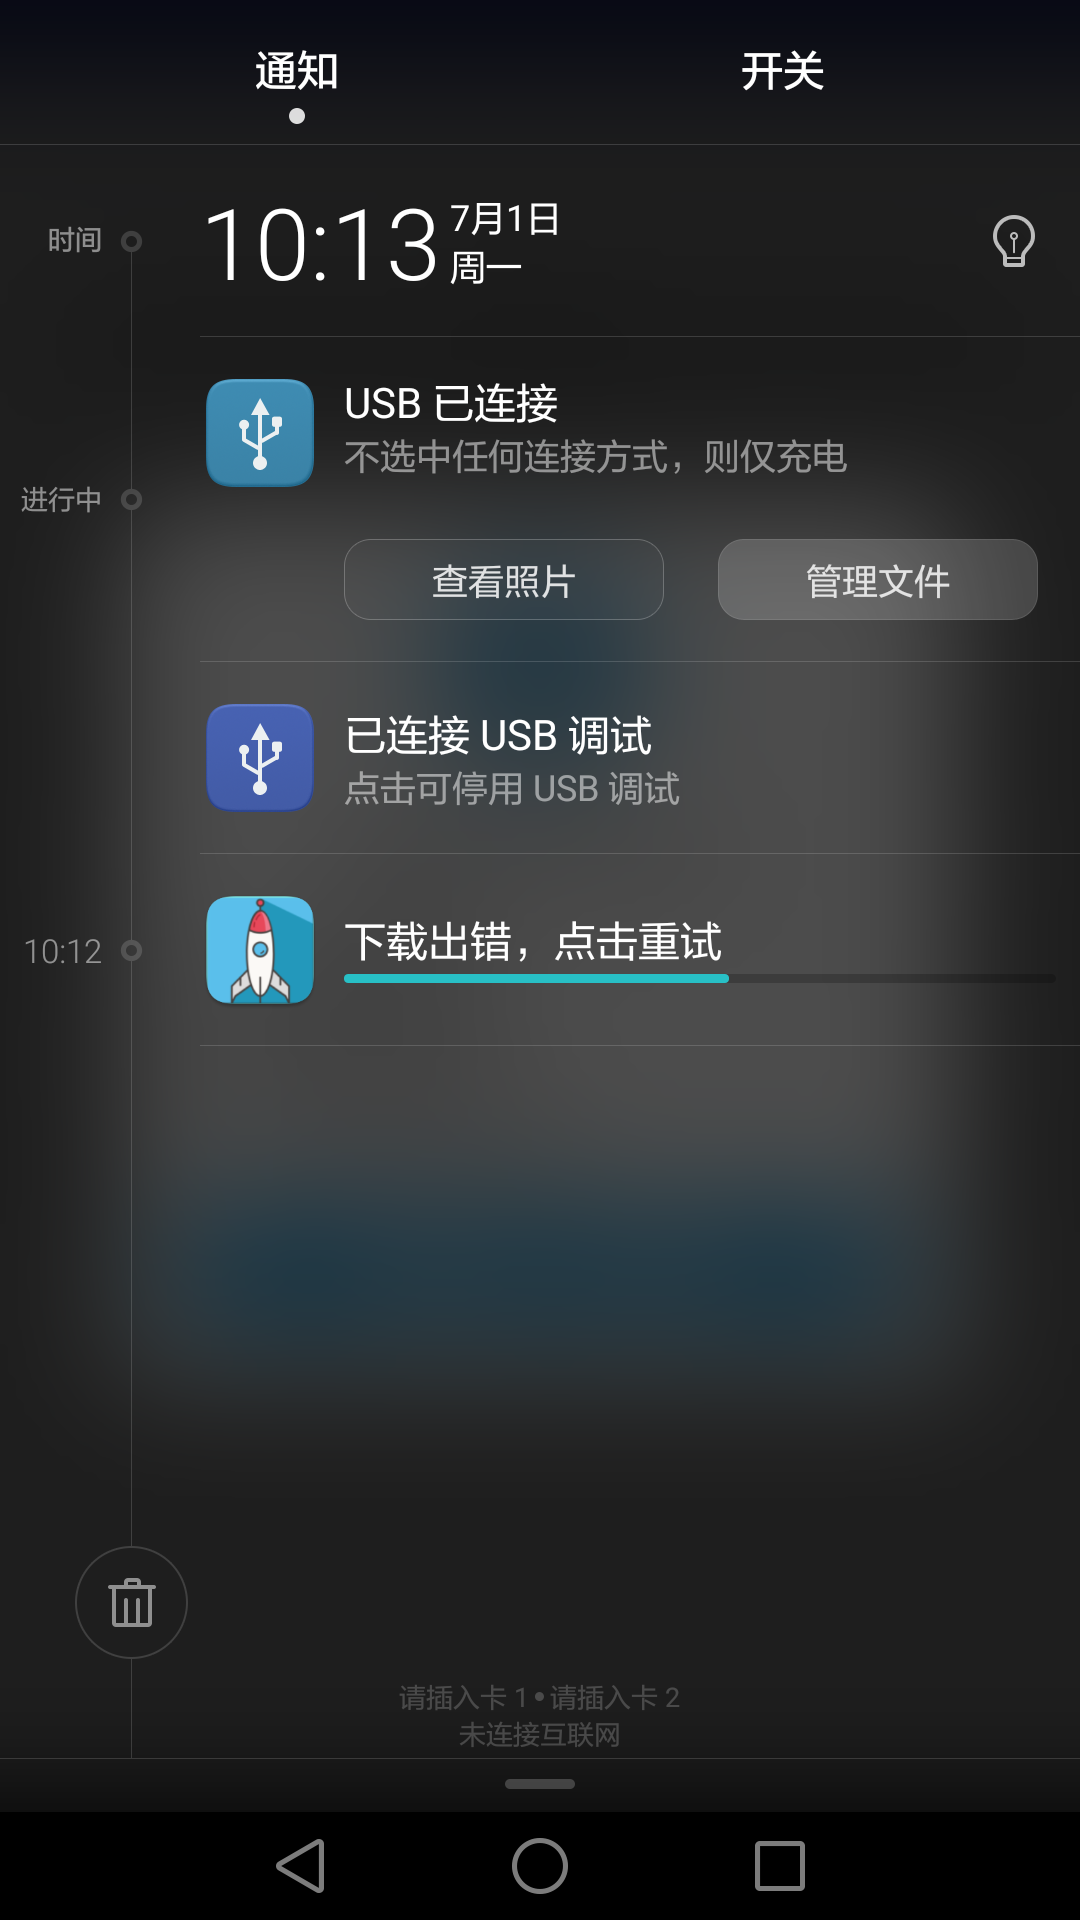 通知
开关
时间
10:13
7月1日
周一
USB 已连接
不选中任何连接方式，则仅充电
进行中
查看照片
管理文件
已连接 USB 调试
点击可停用 USB 调试
10:12
下载出错，点击重试
请插入卡 1•请插入卡 2
未连接互联网